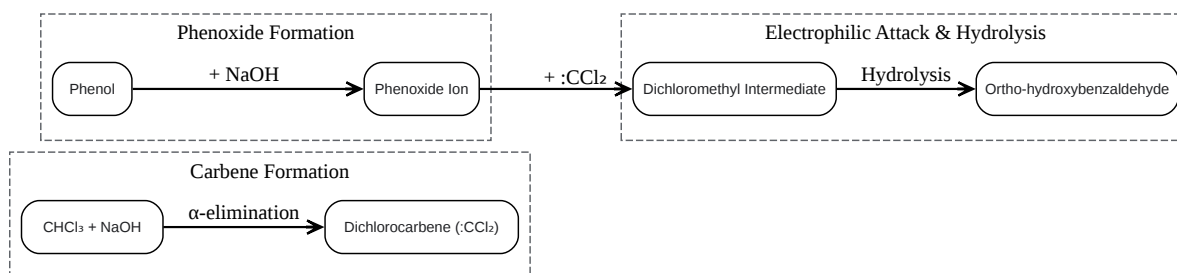 Phenoxide Formation
Electrophilic Attack & Hydrolysis
Phenol
+ NaOH
Phenoxide Ion
+ :CCl₂
Dichloromethyl Intermediate
Hydrolysis
Ortho-hydroxybenzaldehyde
Carbene Formation
CHCl₃ + NaOH
α-elimination
Dichlorocarbene (:CCl₂)